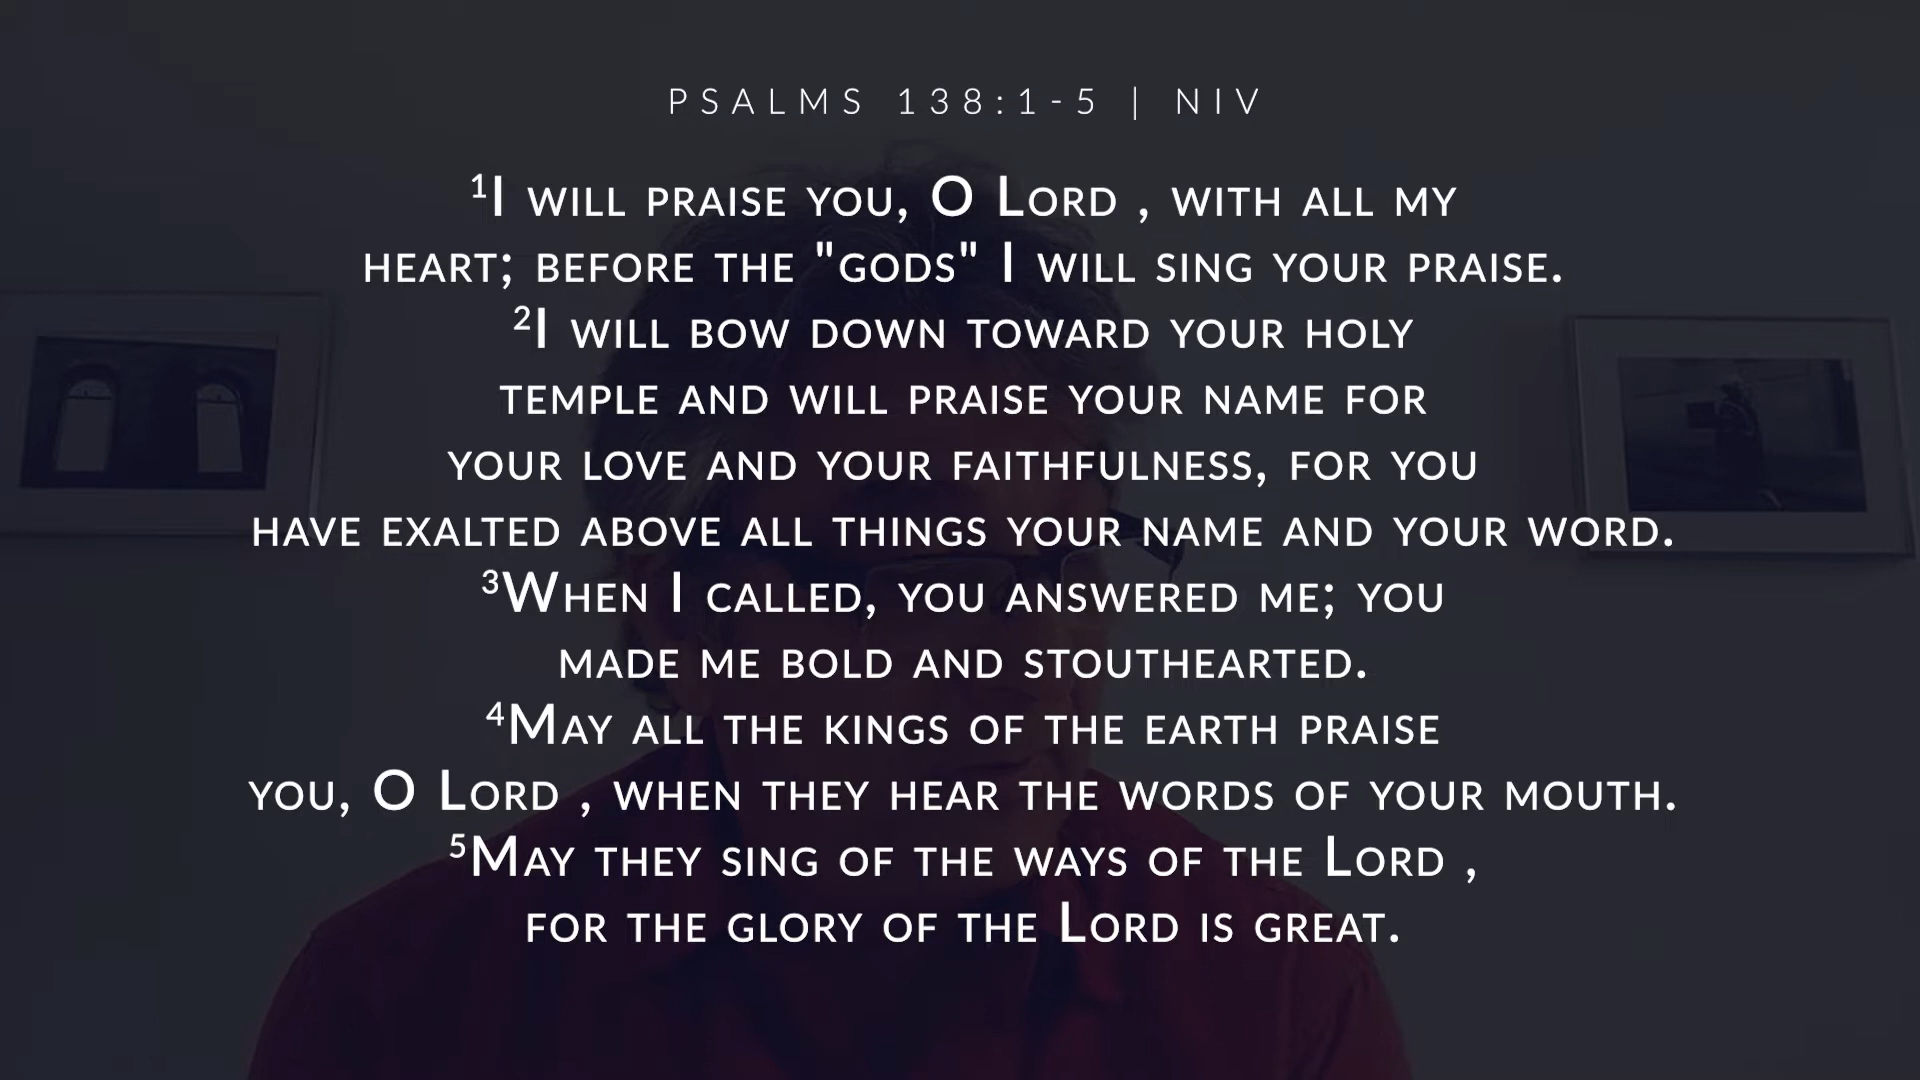 PSALMS 138:1-5 | NIV
¹I will praise you, O Lord , with all my
heart; before the "gods" I will sing your praise.
²I will bow down toward your holy
temple and will praise your name for
your love and your faithfulness, for you
have exalted above all things your name and your word.
³When I called, you answered me; you
made me bold and stouthearted.
⁴May all the kings of the earth praise
you, O Lord , when they hear the words of your mouth.
⁵May they sing of the ways of the Lord ,
for the glory of the Lord is great.